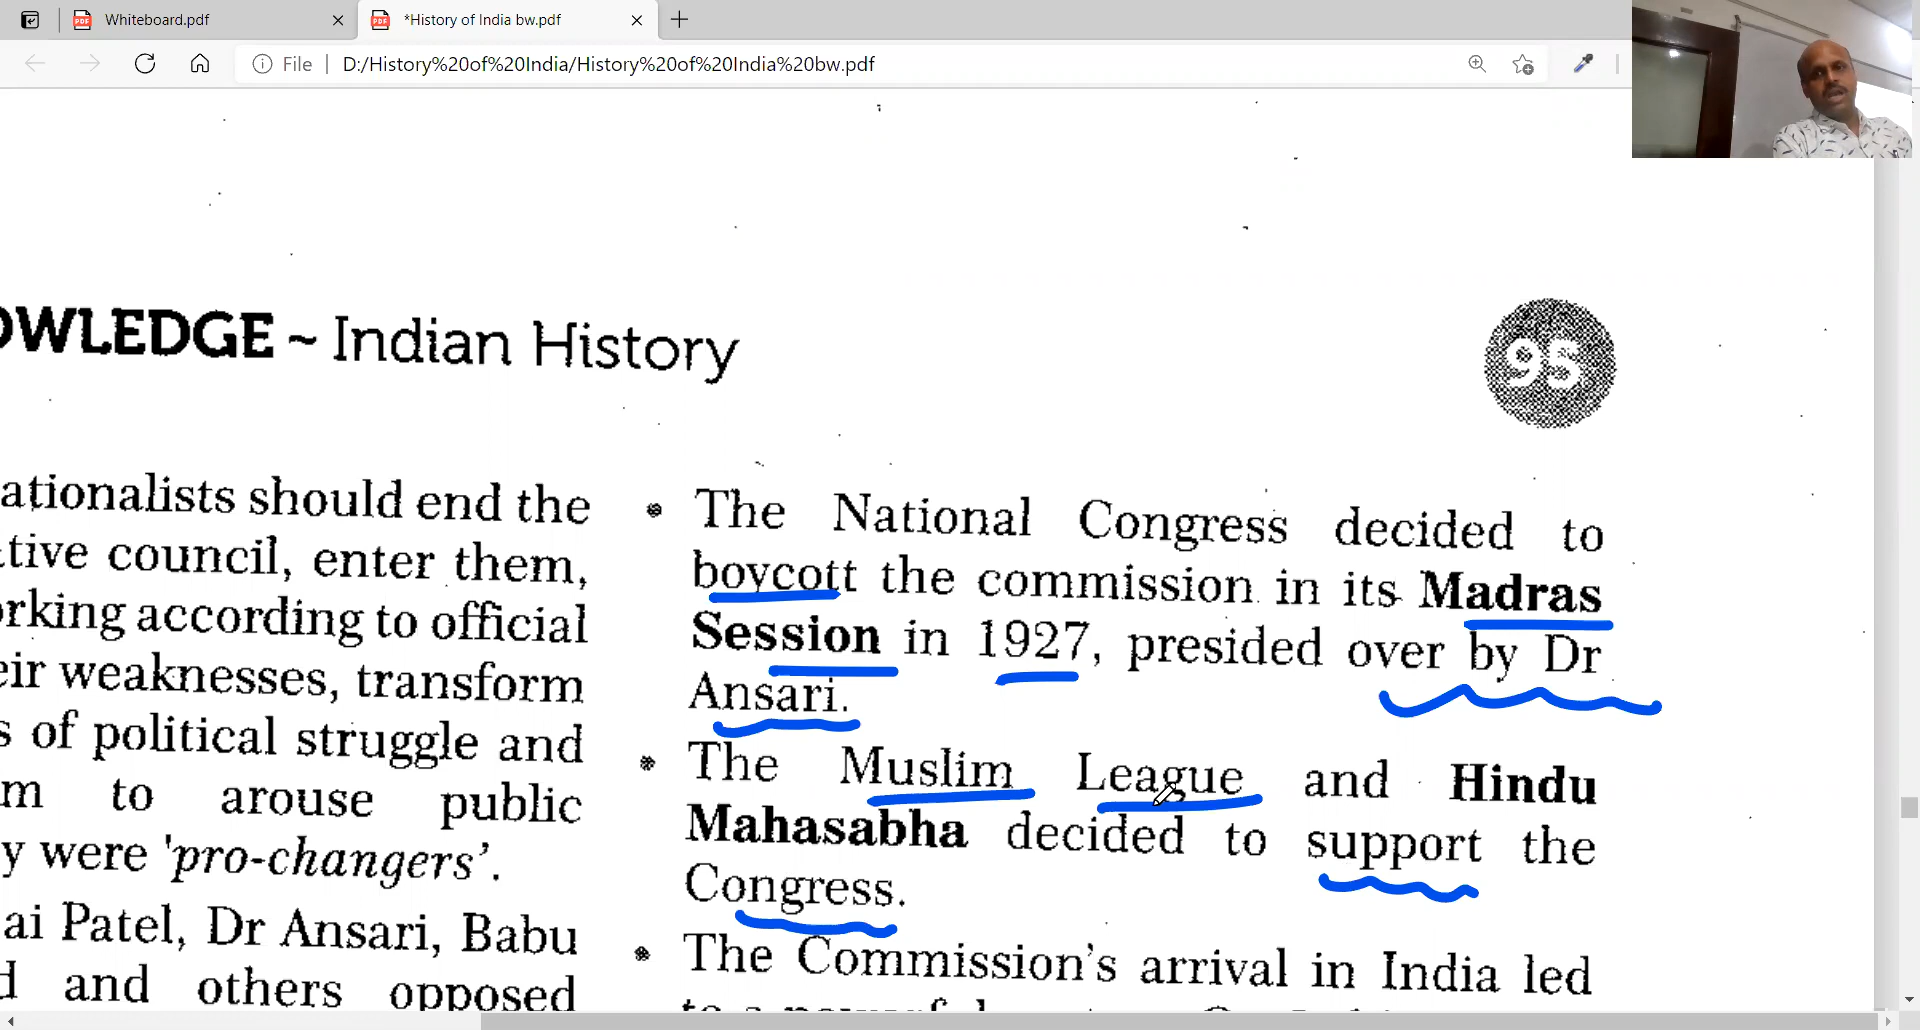 Whiteboard.pdf
*History of India bw.pdf
File D:/History%20of%20India/History%20of%20India%20bw.pdf
OWLEDGE ~ Indian History
95
ationalists should end the
tive council, enter them,
rking according to official
eir weaknesses, transform
s of political struggle and
m to arouse public
y were 'pro-changers'.
ai Patel, Dr Ansari, Babu
d and others opposed
The National Congress decided to
boycott the commission in its Madras
Session in 1927, presided over by Dr
Ansari.
The Muslim League and Hindu
Mahasabha decided to support the
Congress.
The Commission's arrival in India led